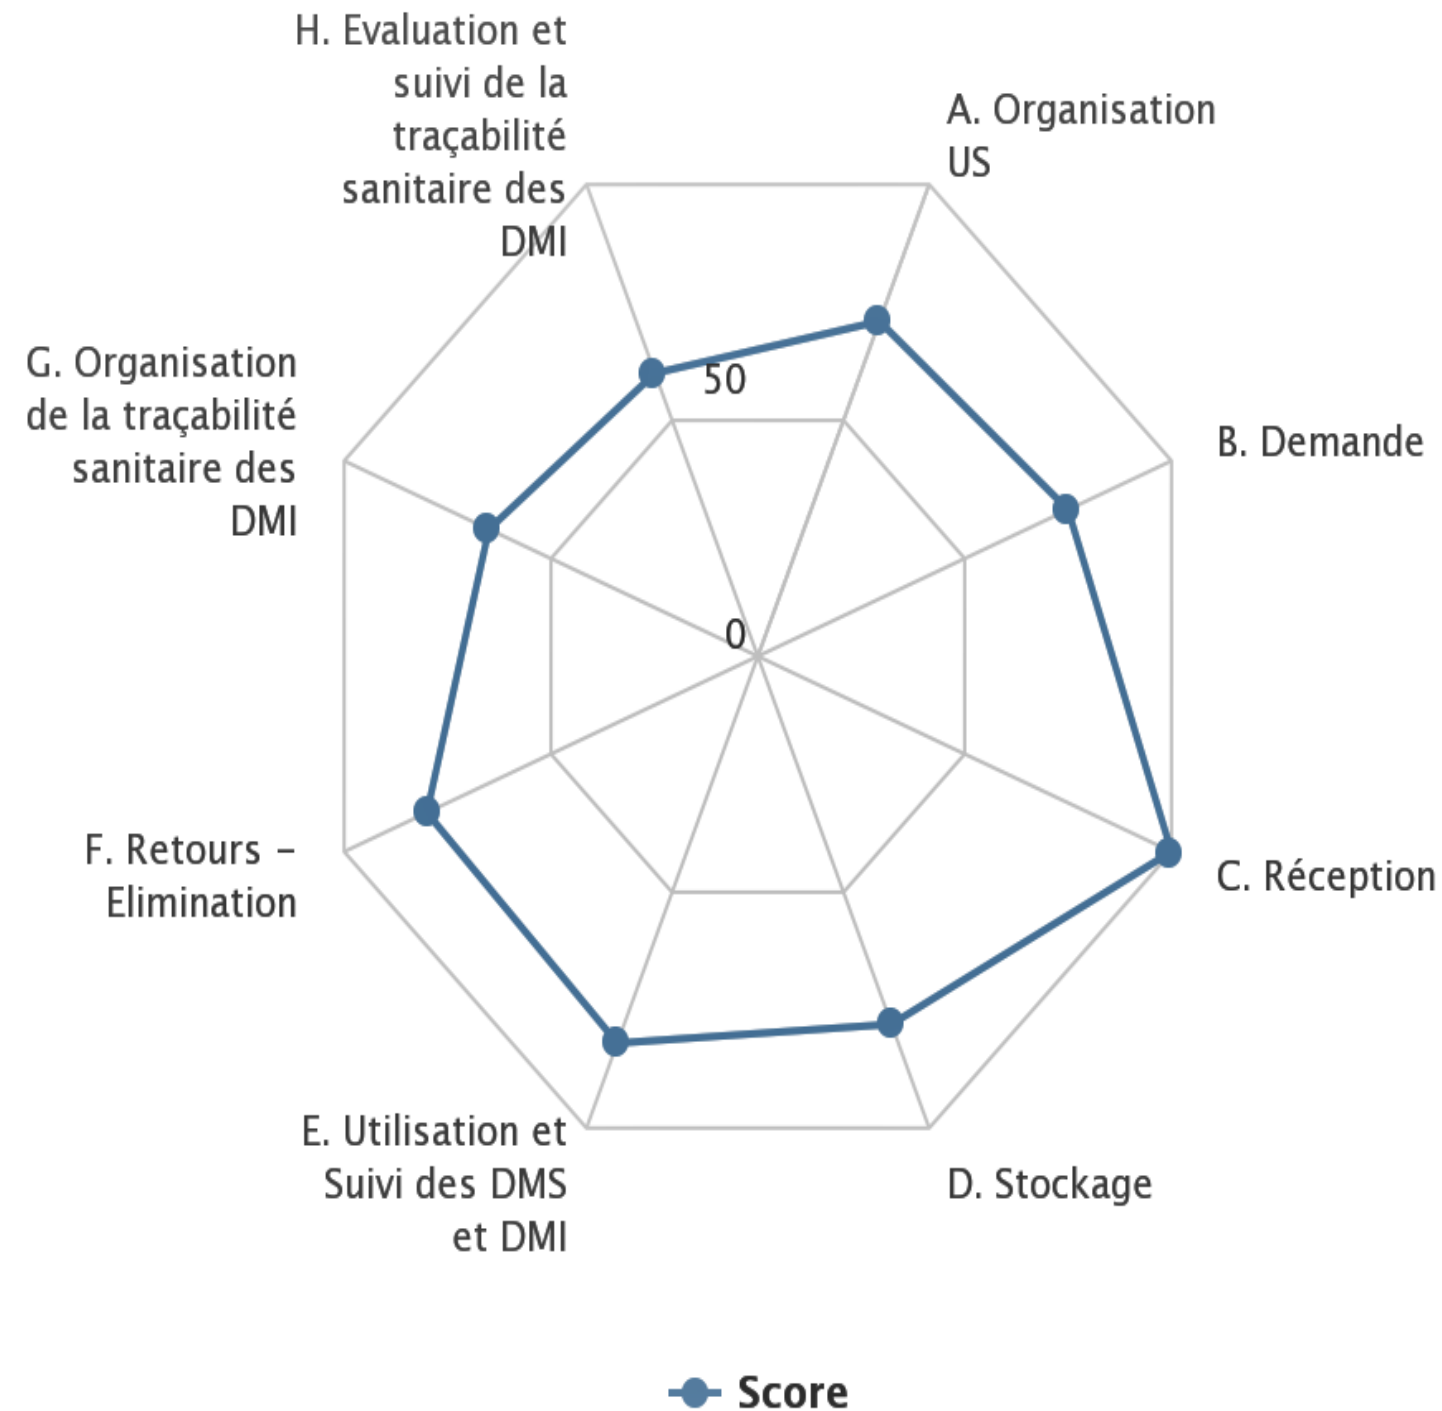 H. Evaluation et
suivi de la
traçabilité
sanitaire des
DMI
A. Organisation
US
G. Organisation
de la traçabilité
sanitaire des
DMI
50
B. Demande
0
F. Retours –
Elimination
C. Réception
E. Utilisation et
Suivi des DMS
et DMI
D. Stockage
Score